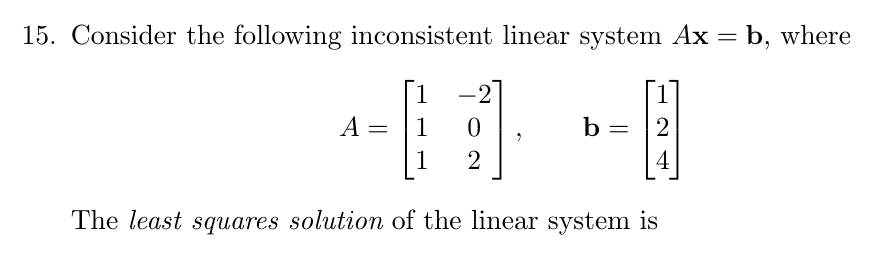 15. Consider the following inconsistent linear system Ax = b, where
A = [1 −2; 1 0; 1 2], b = [1; 2; 4]
The least squares solution of the linear system is